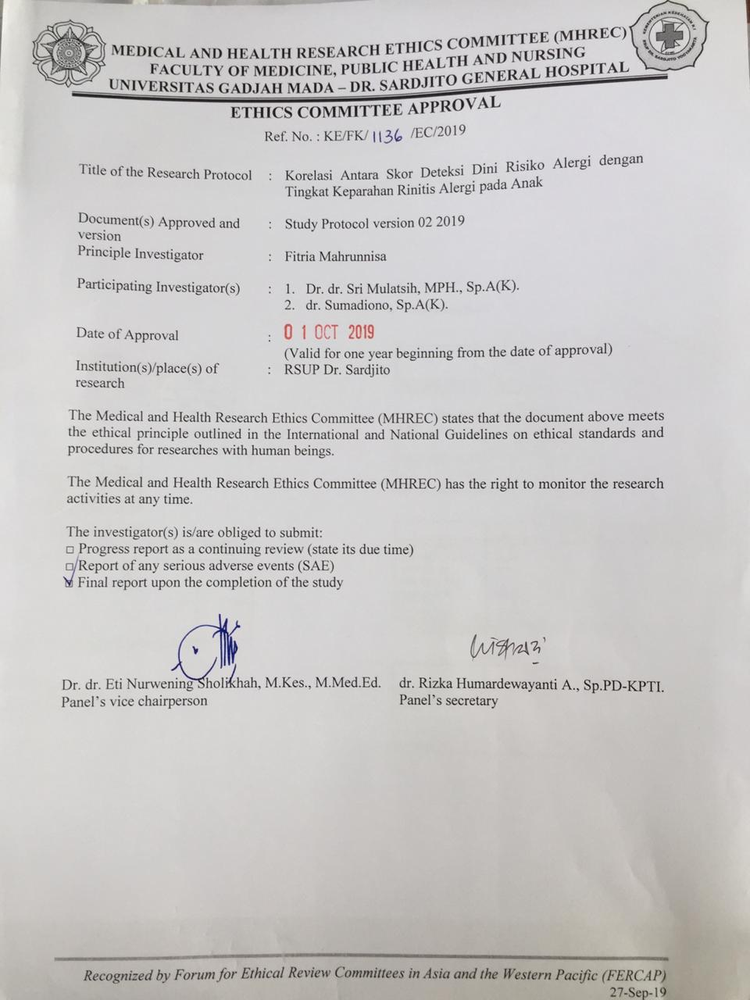 MEDICAL AND HEALTH RESEARCH ETHICS COMMITTEE (MHREC)
FACULTY OF MEDICINE, PUBLIC HEALTH AND NURSING
UNIVERSITAS GADJAH MADA – DR. SARDJITO GENERAL HOSPITAL
ETHICS COMMITTEE APPROVAL
Ref. No. : KE/FK/ 1136 /EC/2019
Title of the Research Protocol : Korelasi Antara Skor Deteksi Dini Risiko Alergi dengan
Tingkat Keparahan Rinitis Alergi pada Anak
Document(s) Approved and : Study Protocol version 02 2019
version
Principle Investigator : Fitria Mahrunnisa
Participating Investigator(s) : 1. Dr. dr. Sri Mulatsih, MPH., Sp.A(K).
2. dr. Sumadiono, Sp.A(K).
Date of Approval : 01 OCT 2019
(Valid for one year beginning from the date of approval)
Institution(s)/place(s) of : RSUP Dr. Sardjito
research
The Medical and Health Research Ethics Committee (MHREC) states that the document above meets
the ethical principle outlined in the International and National Guidelines on ethical standards and
procedures for researches with human beings.
The Medical and Health Research Ethics Committee (MHREC) has the right to monitor the research
activities at any time.
The investigator(s) is/are obliged to submit:
□ Progress report as a continuing review (state its due time)
□ Report of any serious adverse events (SAE)
☑ Final report upon the completion of the study
Dr. dr. Eti Nurwening Sholikhah, M.Kes., M.Med.Ed. dr. Rizka Humardewayanti A., Sp.PD-KPTI.
Panel's vice chairperson Panel's secretary
Recognized by Forum for Ethical Review Committees in Asia and the Western Pacific (FERCAP)
27-Sep-19